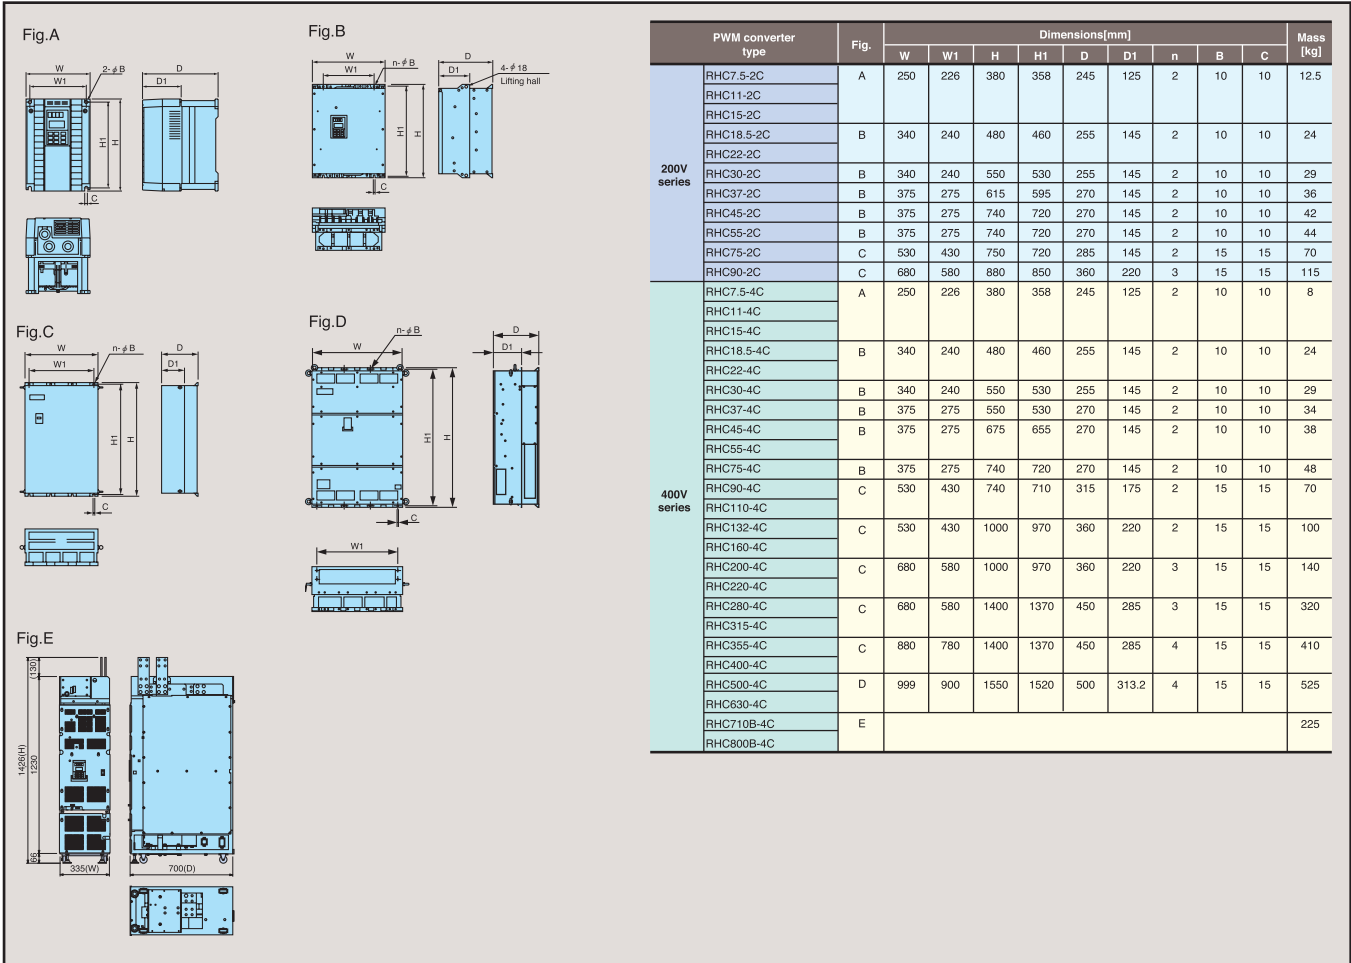 Fig.A
W
W1
2-φB
D
D1
H1
H
C
Fig.B
W
W1
n-φB
D
D1
4-φ18
Lifting hall
H1
H
C
Fig.C
W
W1
n-φB
D
D1
H1
H
C
Fig.D
W
n-φB
D
D1
H1
H
C
W1
Fig.E
(130)
1426(H)
1230
66
335(W)
700(D)
PWM converter type Fig. Dimensions[mm] Mass [kg]
W W1 H H1 D D1 n B C
200V series
RHC7.5-2C A 250 226 380 358 245 125 2 10 10 12.5
RHC11-2C
RHC15-2C
RHC18.5-2C B 340 240 480 460 255 145 2 10 10 24
RHC22-2C
RHC30-2C B 340 240 550 530 255 145 2 10 10 29
RHC37-2C B 375 275 615 595 270 145 2 10 10 36
RHC45-2C B 375 275 740 720 270 145 2 10 10 42
RHC55-2C B 375 275 740 720 270 145 2 10 10 44
RHC75-2C C 530 430 750 720 285 145 2 15 15 70
RHC90-2C C 680 580 880 850 360 220 3 15 15 115
400V series
RHC7.5-4C A 250 226 380 358 245 125 2 10 10 8
RHC11-4C
RHC15-4C
RHC18.5-4C B 340 240 480 460 255 145 2 10 10 24
RHC22-4C
RHC30-4C B 340 240 550 530 255 145 2 10 10 29
RHC37-4C B 375 275 550 530 270 145 2 10 10 34
RHC45-4C B 375 275 675 655 270 145 2 10 10 38
RHC55-4C
RHC75-4C B 375 275 740 720 270 145 2 10 10 48
RHC90-4C C 530 430 740 710 315 175 2 15 15 70
RHC110-4C
RHC132-4C C 530 430 1000 970 360 220 2 15 15 100
RHC160-4C
RHC200-4C C 680 580 1000 970 360 220 3 15 15 140
RHC220-4C
RHC280-4C C 680 580 1400 1370 450 285 3 15 15 320
RHC315-4C
RHC355-4C C 880 780 1400 1370 450 285 4 15 15 410
RHC400-4C
RHC500-4C D 999 900 1550 1520 500 313.2 4 15 15 525
RHC630-4C
RHC710B-4C E 225
RHC800B-4C